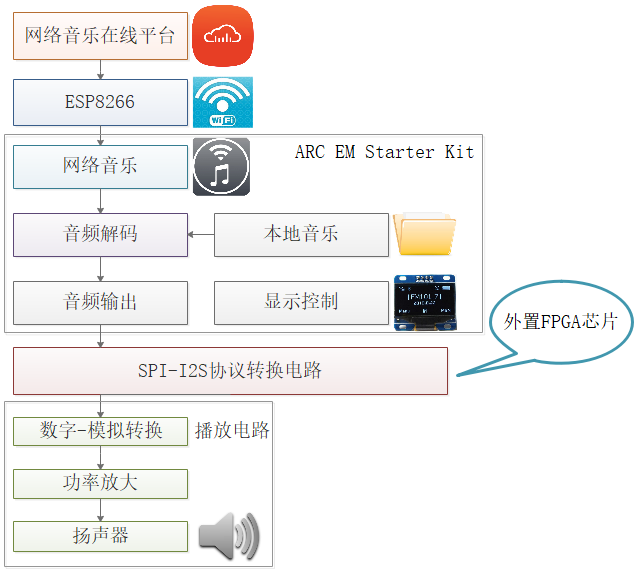 网络音乐在线平台
ESP8266
WiFi
网络音乐
ARC EM Starter Kit
音频解码
本地音乐
音频输出
显示控制
外置FPGA芯片
SPI-I2S协议转换电路
数字-模拟转换
播放电路
功率放大
扬声器